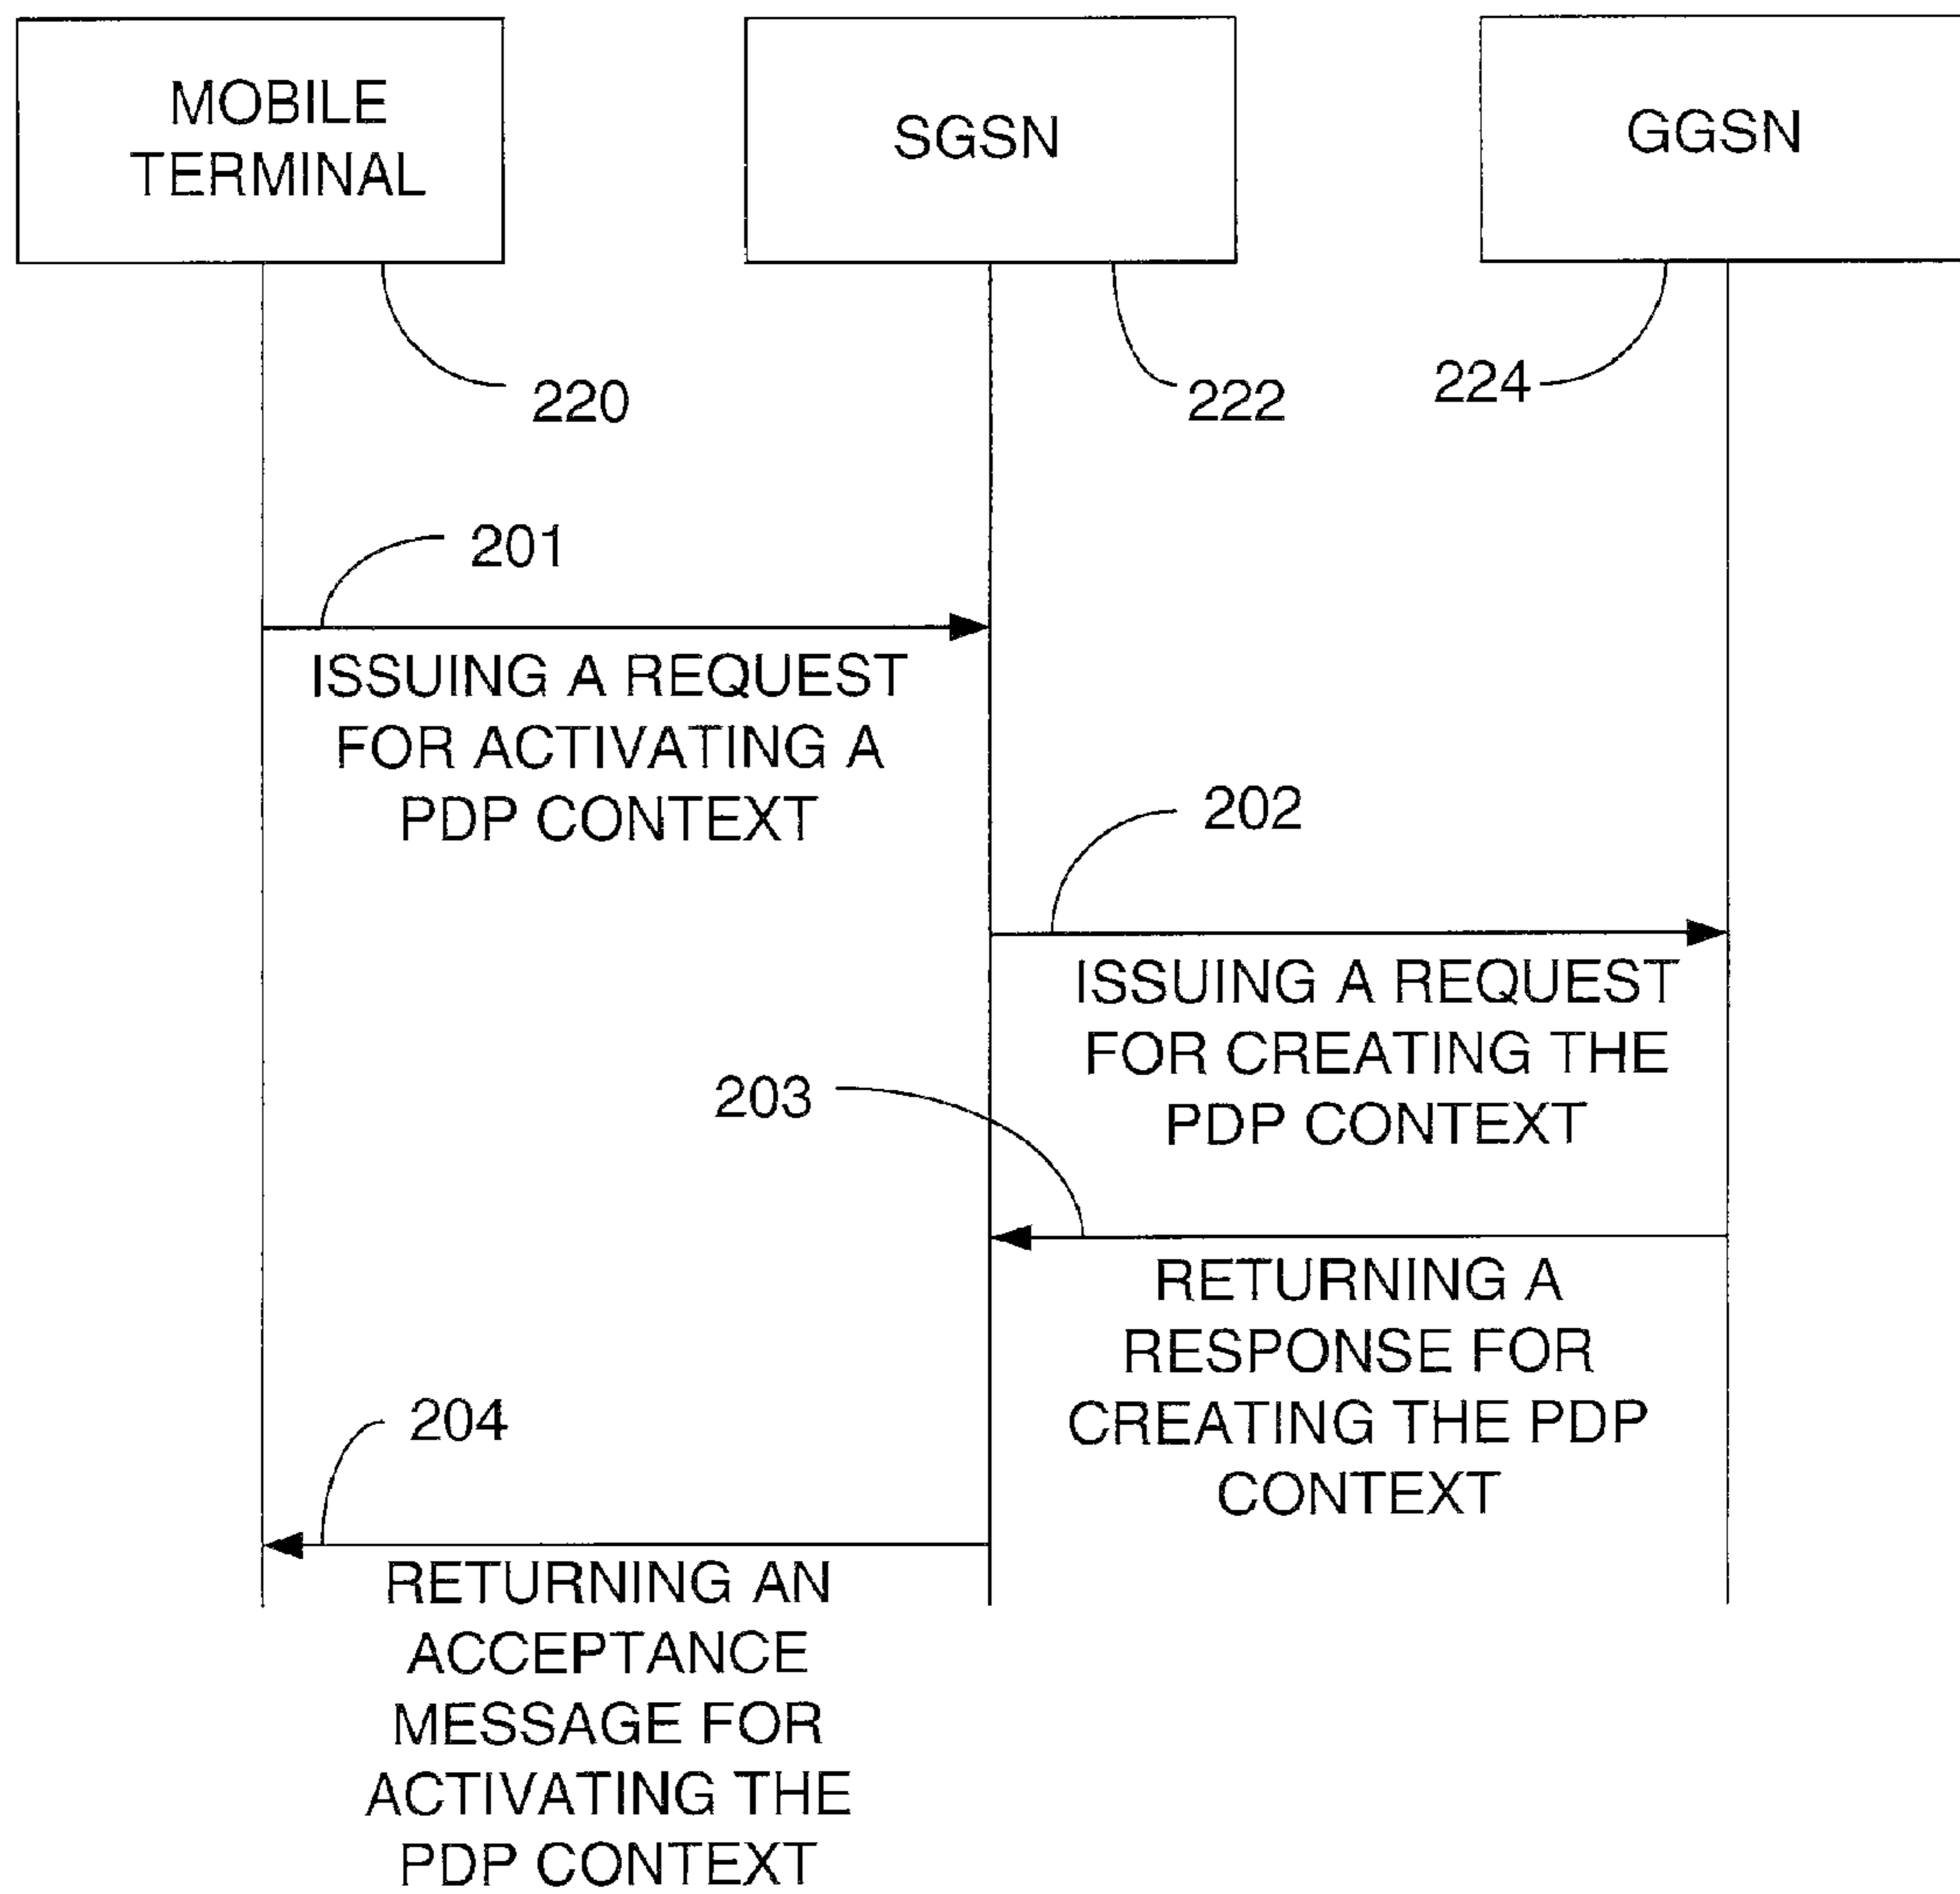 MOBILE
TERMINAL
SGSN
GGSN
220
222
224
201
ISSUING A REQUEST
FOR ACTIVATING A
PDP CONTEXT
202
ISSUING A REQUEST
FOR CREATING THE
PDP CONTEXT
203
RETURNING A
RESPONSE FOR
CREATING THE PDP
CONTEXT
204
RETURNING AN
ACCEPTANCE
MESSAGE FOR
ACTIVATING THE
PDP CONTEXT